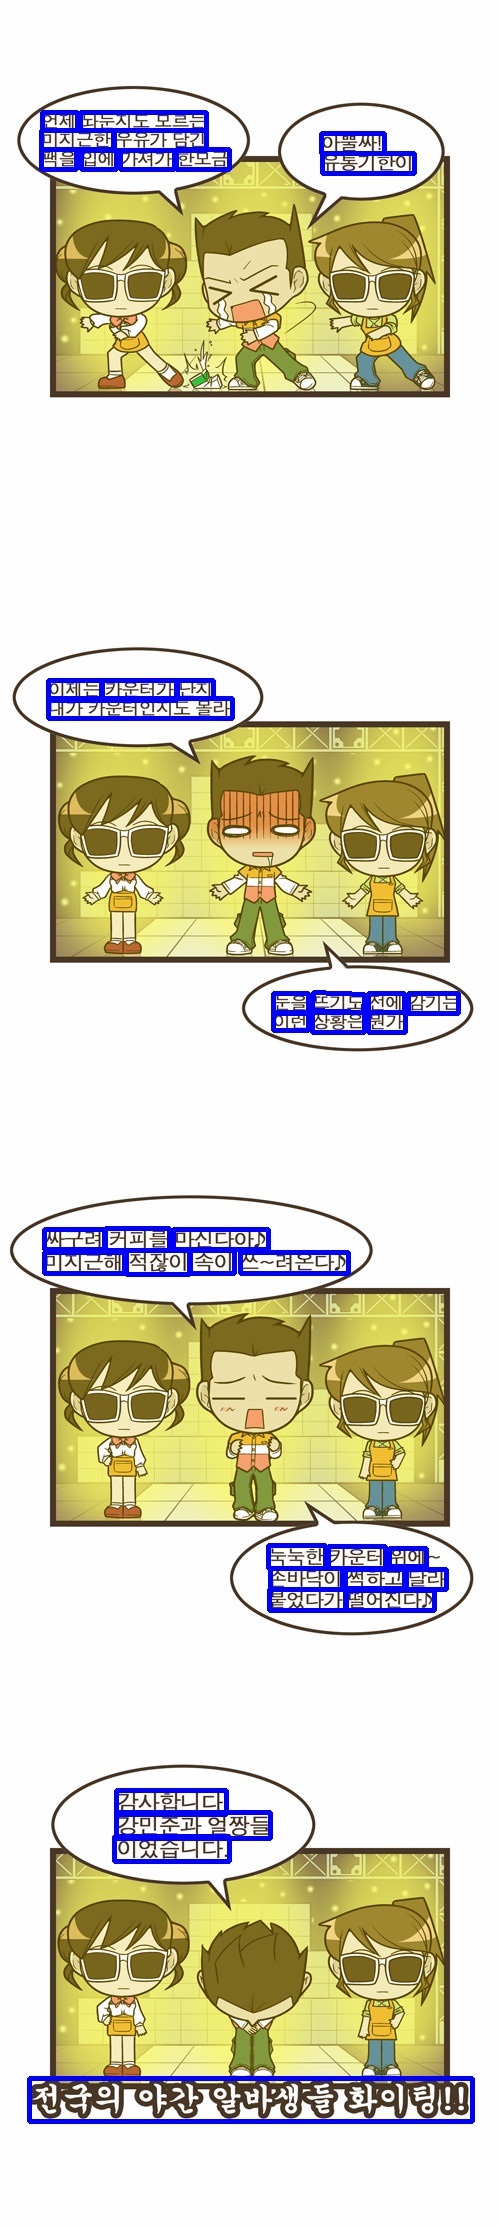 언제 놔둔지도 모르는
미지근한 우유가 담긴
팩을 입에 가져가 한모금
아뿔싸!
유통기한이
이제는 카운터가 난지
내가 카운터인지도 몰라
눈을 뜨기도 전에 감기는
이런 상황은 뭔가
싸구려 커피를 마신다아♪
미지근해 적잖이 속이 쓰~려온다♪
눅눅한 카운터 위에~
손바닥이 쩍하고 달라
붙었다가 떨어진다♪
감사합니다
강민쥰과 얼짱들
이었습니다.
전국의 야간 알바생들 화이팅!!